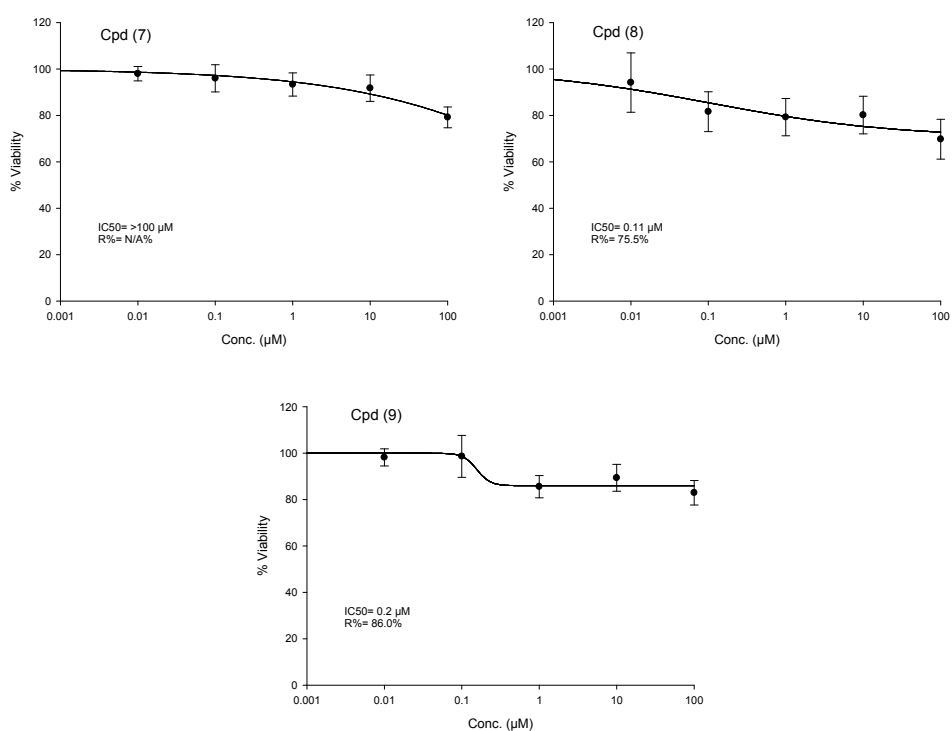 Cpd (7)
120
100
80
60
40
20
0
% Viability
IC50= >100 µM
R%= N/A%
0.001 0.01 0.1 1 10 100
Conc. (µM)
Cpd (8)
120
100
80
60
40
20
0
% Viability
IC50= 0.11 µM
R%= 75.5%
0.001 0.01 0.1 1 10 100
Conc. (µM)
Cpd (9)
120
100
80
60
40
20
0
% Viability
IC50= 0.2 µM
R%= 86.0%
0.001 0.01 0.1 1 10 100
Conc. (µM)